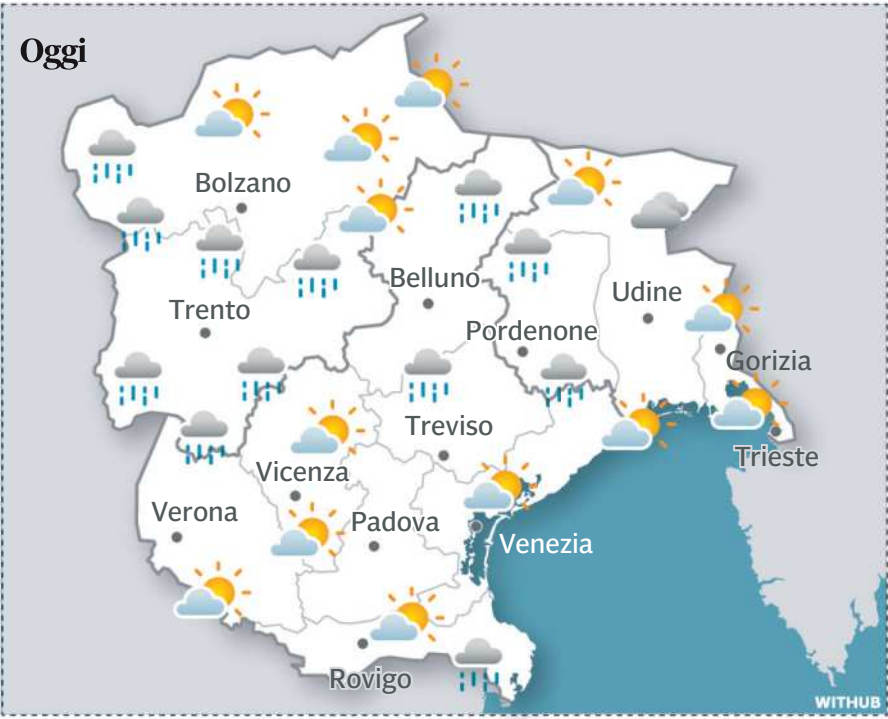 Oggi
Bolzano
Belluno
Udine
Trento
Pordenone
Gorizia
Treviso
Trieste
Vicenza
Verona
Padova
Venezia
Rovigo
WITHUB